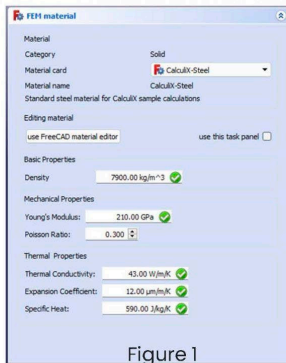 FEM material
Material
Category Solid
Material card CalculiX-Steel
Material name CalculiX-Steel
Standard steel material for CalculiX sample calculations
Editing material
use FreeCAD material editor use this task panel
Basic Properties
Density 7900.00 kg/m^3
Mechanical Properties
Young's Modulus: 210.00 GPa
Poisson Ratio: 0.300
Thermal Properties
Thermal Conductivity: 43.00 W/m/K
Expansion Coefficient: 12.00 µm/m/K
Specific Heat: 590.00 J/kg/K
Figure 1